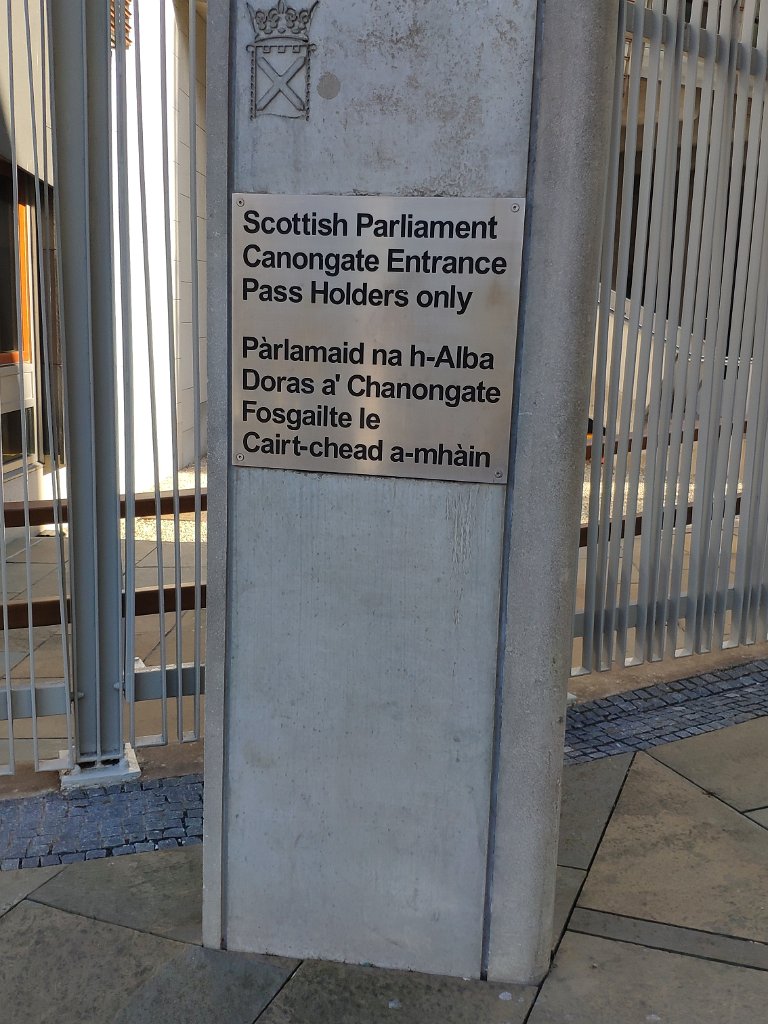 Scottish Parliament
Canongate Entrance
Pass Holders only
Pàrlamaid na h-Alba
Doras a' Chanongate
Fosgailte le
Cairt-chead a-mhàin